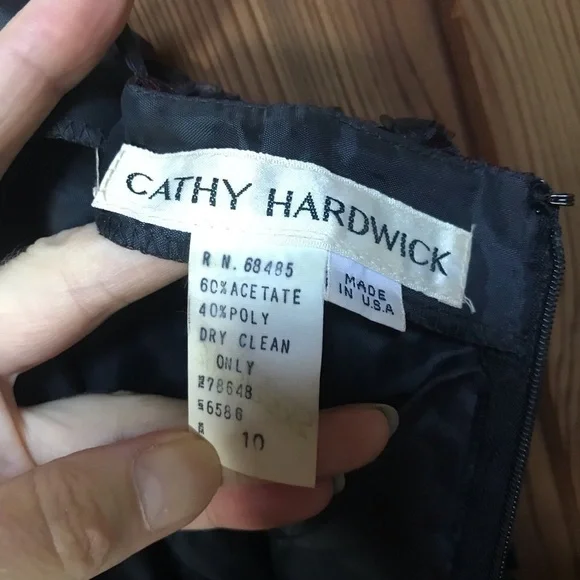 CATHY HARDWICK
R N. 68485
60%ACETATE
40%POLY
DRY CLEAN
ONLY
78648
6586
10
MADE
IN U.S.A